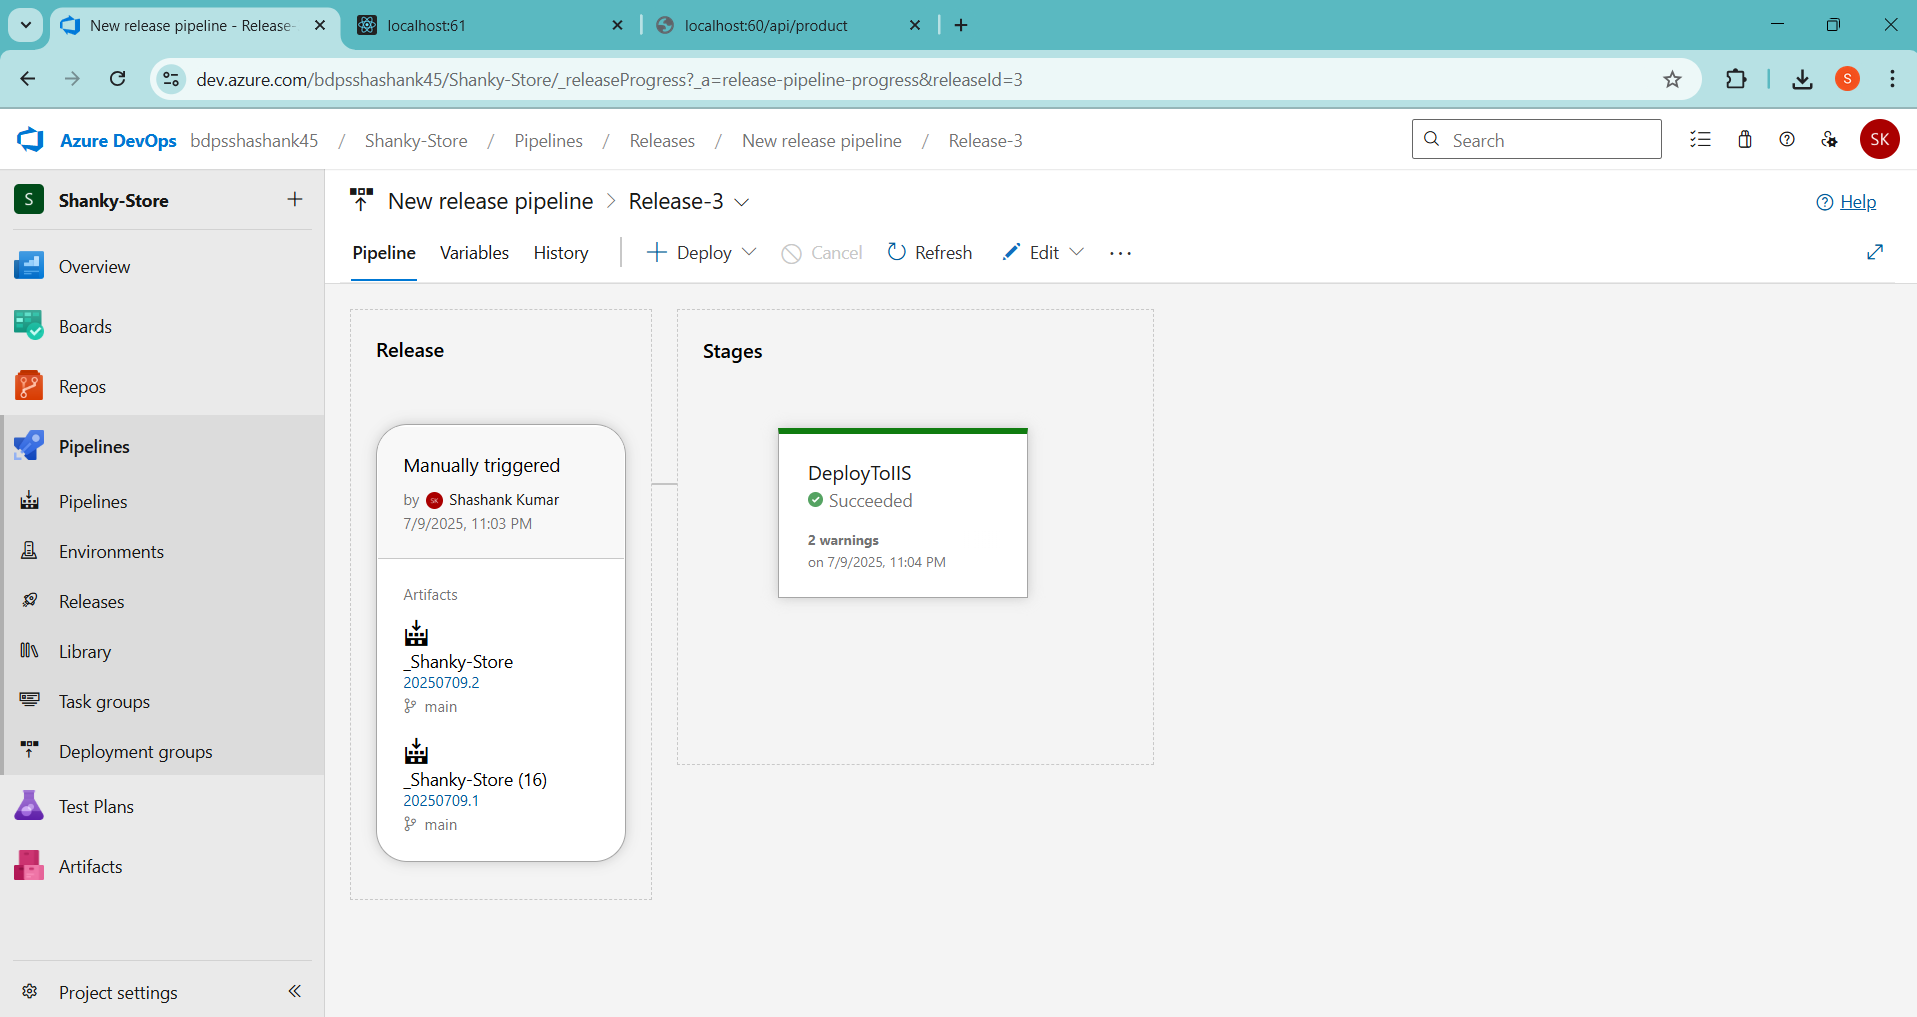 New release pipeline - Release-
localhost:61
localhost:60/api/product
dev.azure.com/bdpsshashank45/Shanky-Store/_releaseProgress?_a=release-pipeline-progress&releaseId=3
S
Azure DevOps bdpsshashank45 / Shanky-Store / Pipelines / Releases / New release pipeline / Release-3
Search
SK
S Shanky-Store
New release pipeline > Release-3
Help
Pipeline Variables History Deploy Cancel Refresh Edit
Overview
Boards
Repos
Pipelines
Pipelines
Environments
Releases
Library
Task groups
Deployment groups
Test Plans
Artifacts
Project settings
Release
Manually triggered
by SK Shashank Kumar
7/9/2025, 11:03 PM
Artifacts
_Shanky-Store
20250709.2
main
_Shanky-Store (16)
20250709.1
main
Stages
DeployToIIS
Succeeded
2 warnings
on 7/9/2025, 11:04 PM